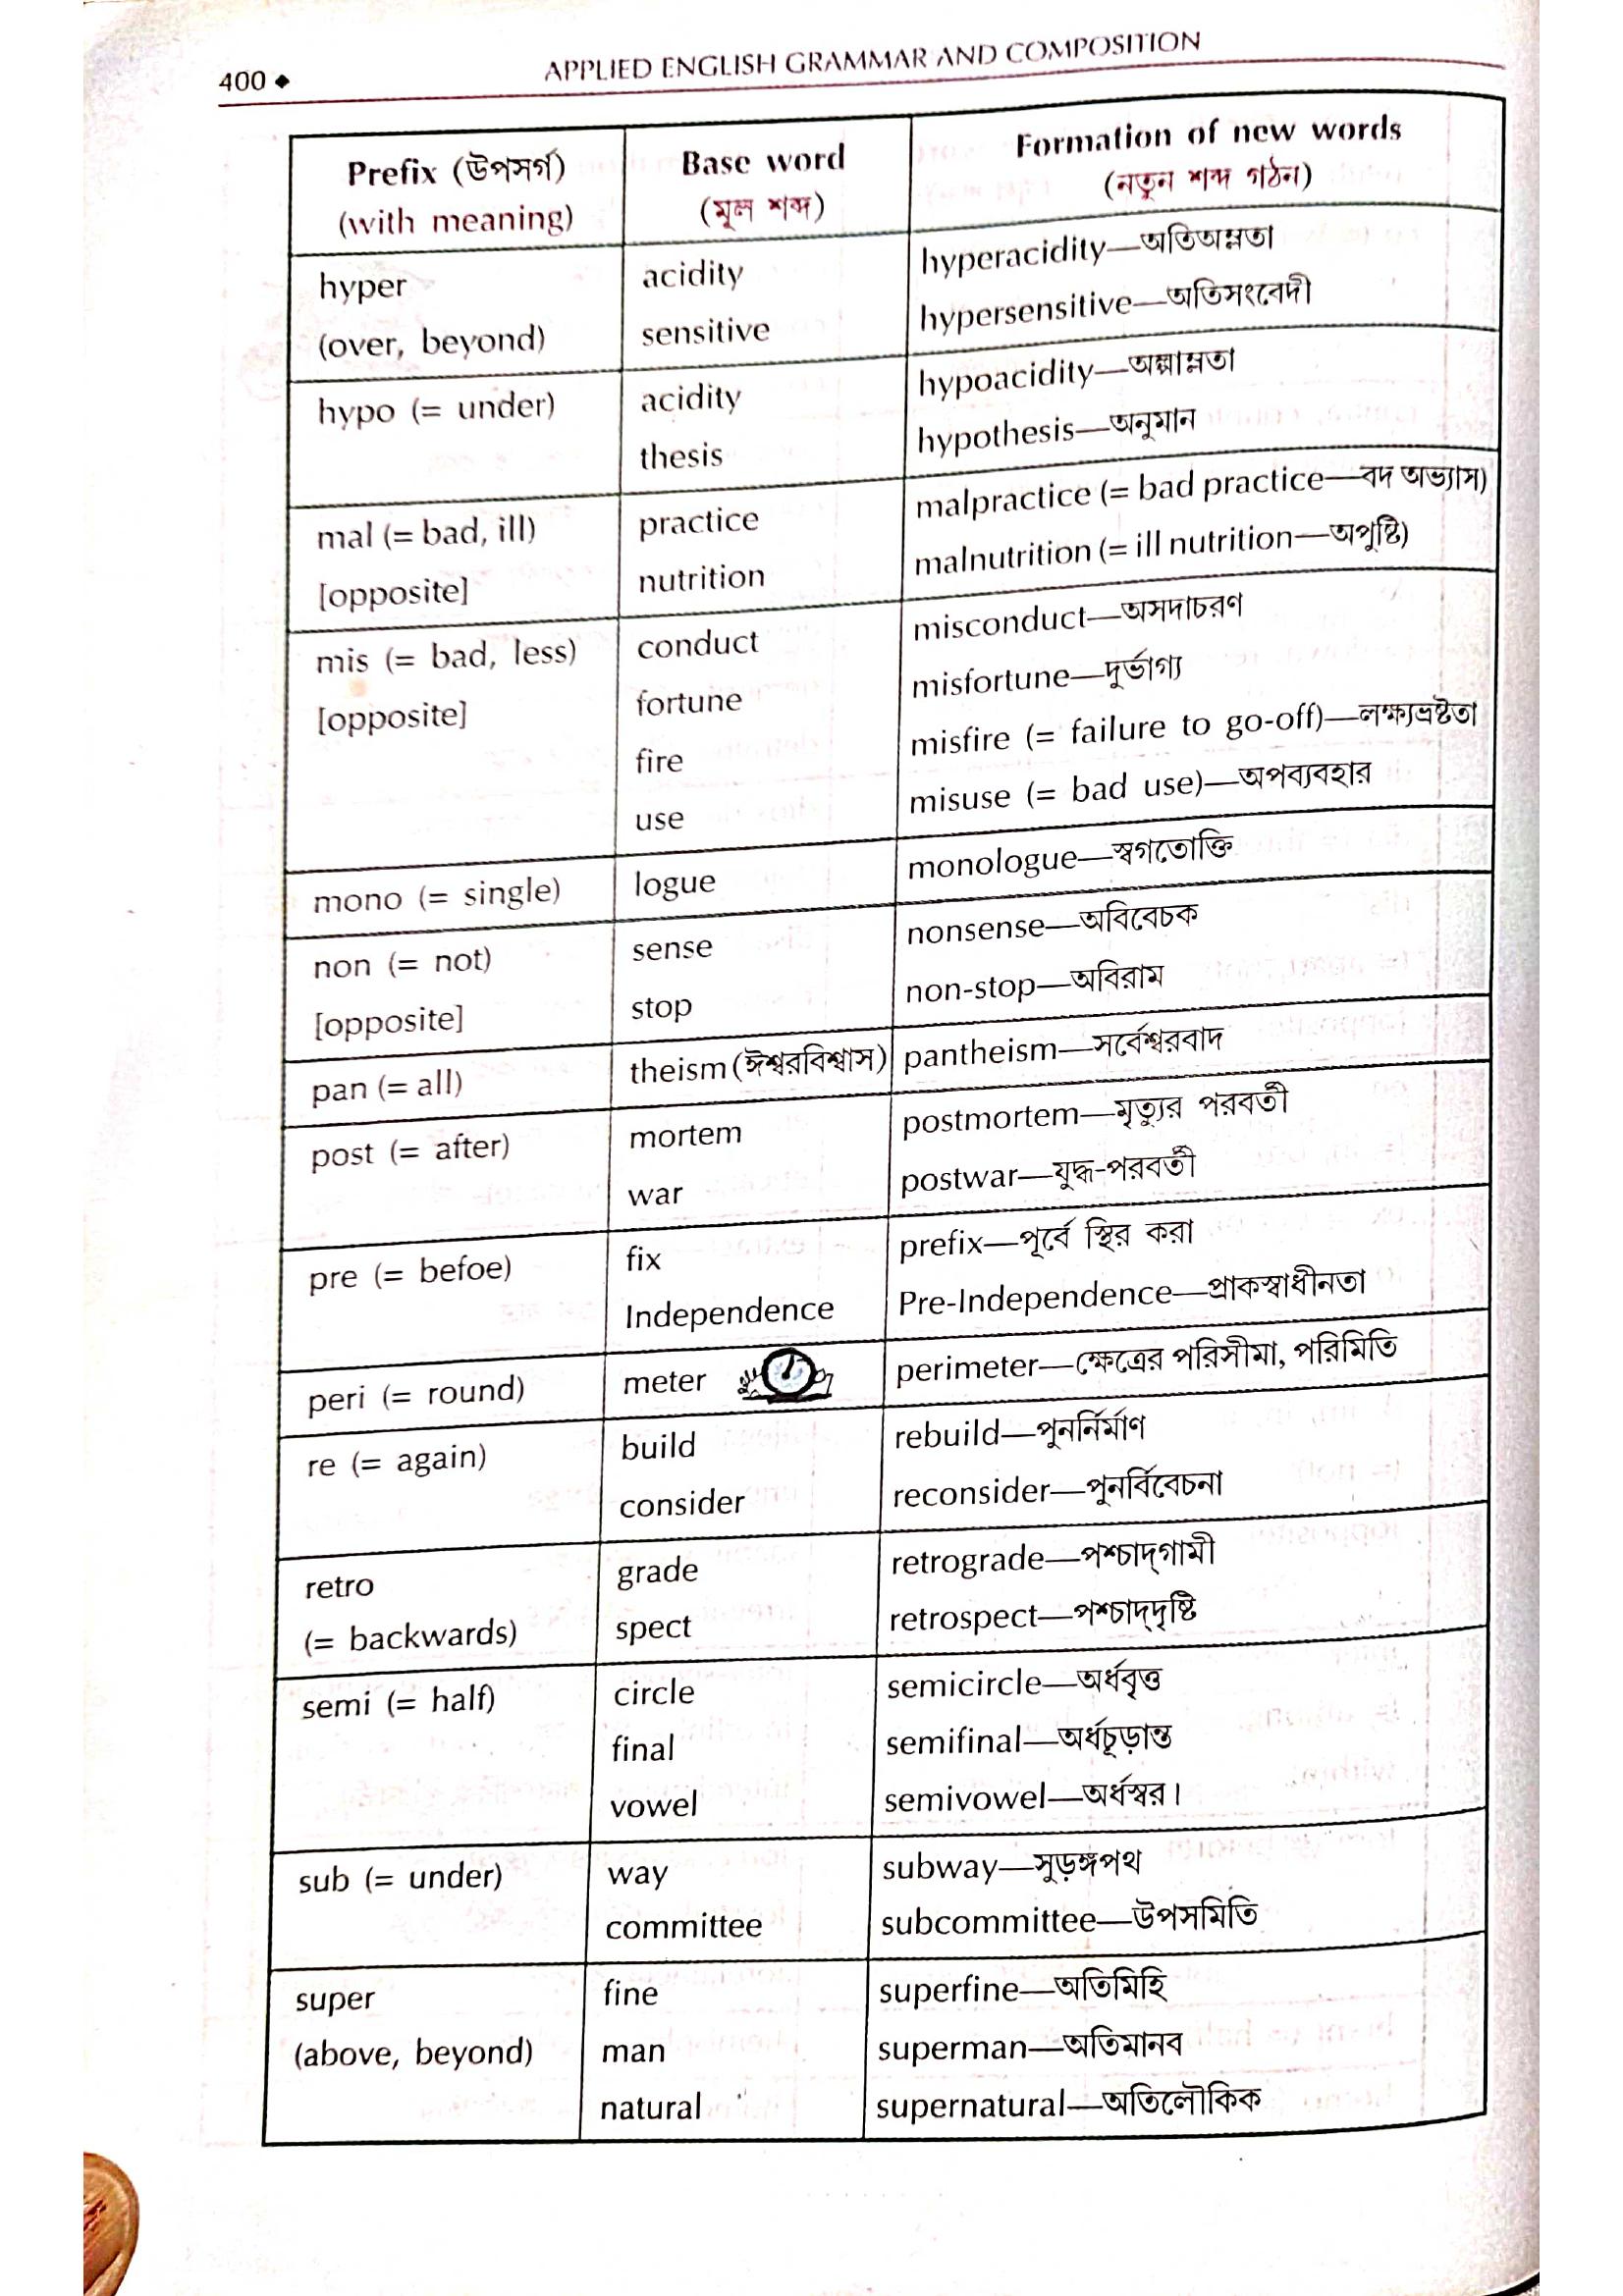 400 ◆
APPLIED ENGLISH GRAMMAR AND COMPOSITION
Prefix (উপসর্গ) Base word Formation of new words
(with meaning) (মূল শব্দ) (নতুন শব্দ গঠন)
hyper acidity hyperacidity—অতিঅম্লতা
(over, beyond) sensitive hypersensitive—অতিসংবেদী
hypo (= under) acidity hypoacidity—অল্পাম্লতা
thesis hypothesis—অনুমান
mal (= bad, ill) practice malpractice (= bad practice—বদ অভ্যাস)
[opposite] nutrition malnutrition (= ill nutrition—অপুষ্টি)
mis (= bad, less) conduct misconduct—অসদাচরণ
[opposite] fortune misfortune—দুর্ভাগ্য
fire misfire (= failure to go-off)—লক্ষ্যভ্রষ্টতা
use misuse (= bad use)—অপব্যবহার
mono (= single) logue monologue—স্বগতোক্তি
non (= not) sense nonsense—অবিবেচক
[opposite] stop non-stop—অবিরাম
pan (= all) theism (ঈশ্বরবিশ্বাস) pantheism—সর্বেশ্বরবাদ
post (= after) mortem postmortem—মৃত্যুর পরবর্তী
war postwar—যুদ্ধ-পরবর্তী
pre (= befoe) fix prefix—পূর্বে স্থির করা
Independence Pre-Independence—প্রাকস্বাধীনতা
peri (= round) meter perimeter—ক্ষেত্রের পরিসীমা, পরিমিতি
re (= again) build rebuild—পুনর্নির্মাণ
consider reconsider—পুনর্বিবেচনা
retro grade retrograde—পশ্চাদ্‌গামী
(= backwards) spect retrospect—পশ্চাদ্‌দৃষ্টি
semi (= half) circle semicircle—অর্ধবৃত্ত
final semifinal—অর্ধচূড়ান্ত
vowel semivowel—অর্ধস্বর।
sub (= under) way subway—সুড়ঙ্গপথ
committee subcommittee—উপসমিতি
super fine superfine—অতিমিহি
(above, beyond) man superman—অতিমানব
natural supernatural—অতিলৌকিক